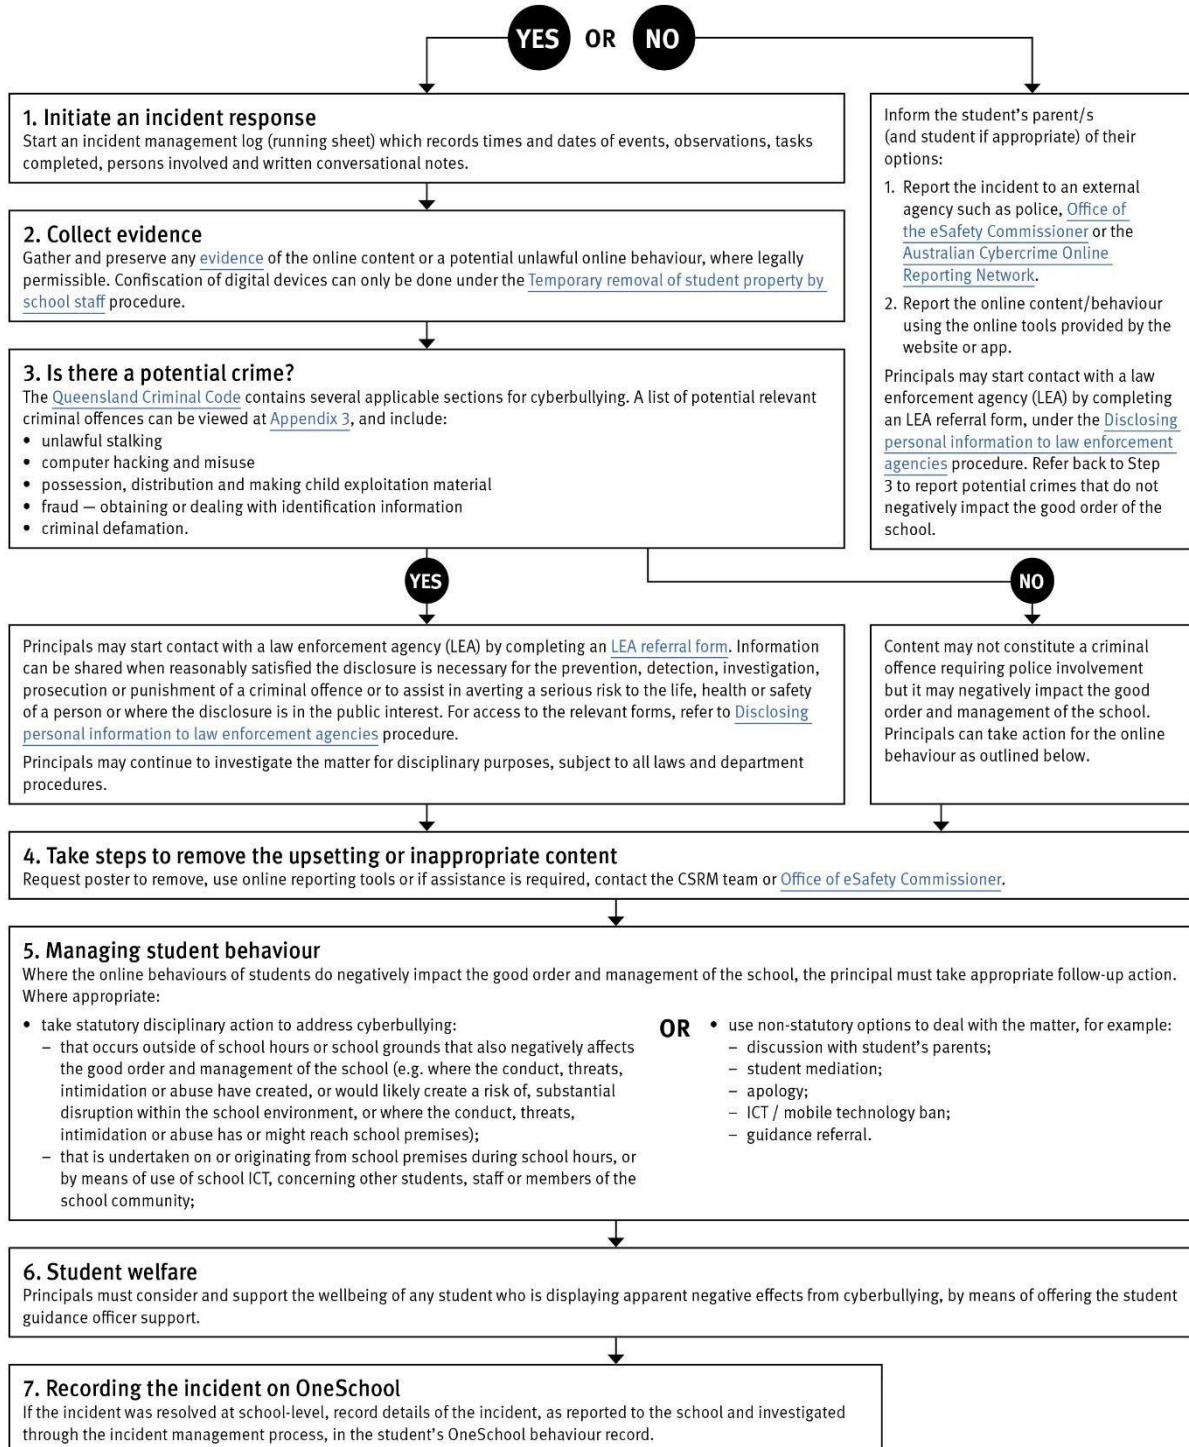 YES OR NO
1. Initiate an incident response
Start an incident management log (running sheet) which records times and dates of events, observations, tasks
completed, persons involved and written conversational notes.
2. Collect evidence
Gather and preserve any evidence of the online content or a potential unlawful online behaviour, where legally
permissible. Confiscation of digital devices can only be done under the Temporary removal of student property by
school staff procedure.
3. Is there a potential crime?
The Queensland Criminal Code contains several applicable sections for cyberbullying. A list of potential relevant
criminal offences can be viewed at Appendix 3, and include:
• unlawful stalking
• computer hacking and misuse
• possession, distribution and making child exploitation material
• fraud — obtaining or dealing with identification information
• criminal defamation.
Inform the student's parent/s
(and student if appropriate) of their
options:
1. Report the incident to an external
agency such as police, Office of
the eSafety Commissioner or the
Australian Cybercrime Online
Reporting Network.
2. Report the online content/behaviour
using the online tools provided by the
website or app.
Principals may start contact with a law
enforcement agency (LEA) by completing
an LEA referral form, under the Disclosing
personal information to law enforcement
agencies procedure. Refer back to Step
3 to report potential crimes that do not
negatively impact the good order of the
school.
YES
NO
Principals may start contact with a law enforcement agency (LEA) by completing an LEA referral form. Information
can be shared when reasonably satisfied the disclosure is necessary for the prevention, detection, investigation,
prosecution or punishment of a criminal offence or to assist in averting a serious risk to the life, health or safety
of a person or where the disclosure is in the public interest. For access to the relevant forms, refer to Disclosing
personal information to law enforcement agencies procedure.
Principals may continue to investigate the matter for disciplinary purposes, subject to all laws and department
procedures.
Content may not constitute a criminal
offence requiring police involvement
but it may negatively impact the good
order and management of the school.
Principals can take action for the online
behaviour as outlined below.
4. Take steps to remove the upsetting or inappropriate content
Request poster to remove, use online reporting tools or if assistance is required, contact the CSRM team or Office of eSafety Commissioner.
5. Managing student behaviour
Where the online behaviours of students do negatively impact the good order and management of the school, the principal must take appropriate follow-up action.
Where appropriate:
• take statutory disciplinary action to address cyberbullying:
– that occurs outside of school hours or school grounds that also negatively affects
the good order and management of the school (e.g. where the conduct, threats,
intimidation or abuse have created, or would likely create a risk of, substantial
disruption within the school environment, or where the conduct, threats,
intimidation or abuse has or might reach school premises);
– that is undertaken on or originating from school premises during school hours, or
by means of use of school ICT, concerning other students, staff or members of the
school community;
OR
• use non-statutory options to deal with the matter, for example:
– discussion with student's parents;
– student mediation;
– apology;
– ICT / mobile technology ban;
– guidance referral.
6. Student welfare
Principals must consider and support the wellbeing of any student who is displaying apparent negative effects from cyberbullying, by means of offering the student
guidance officer support.
7. Recording the incident on OneSchool
If the incident was resolved at school-level, record details of the incident, as reported to the school and investigated
through the incident management process, in the student's OneSchool behaviour record.